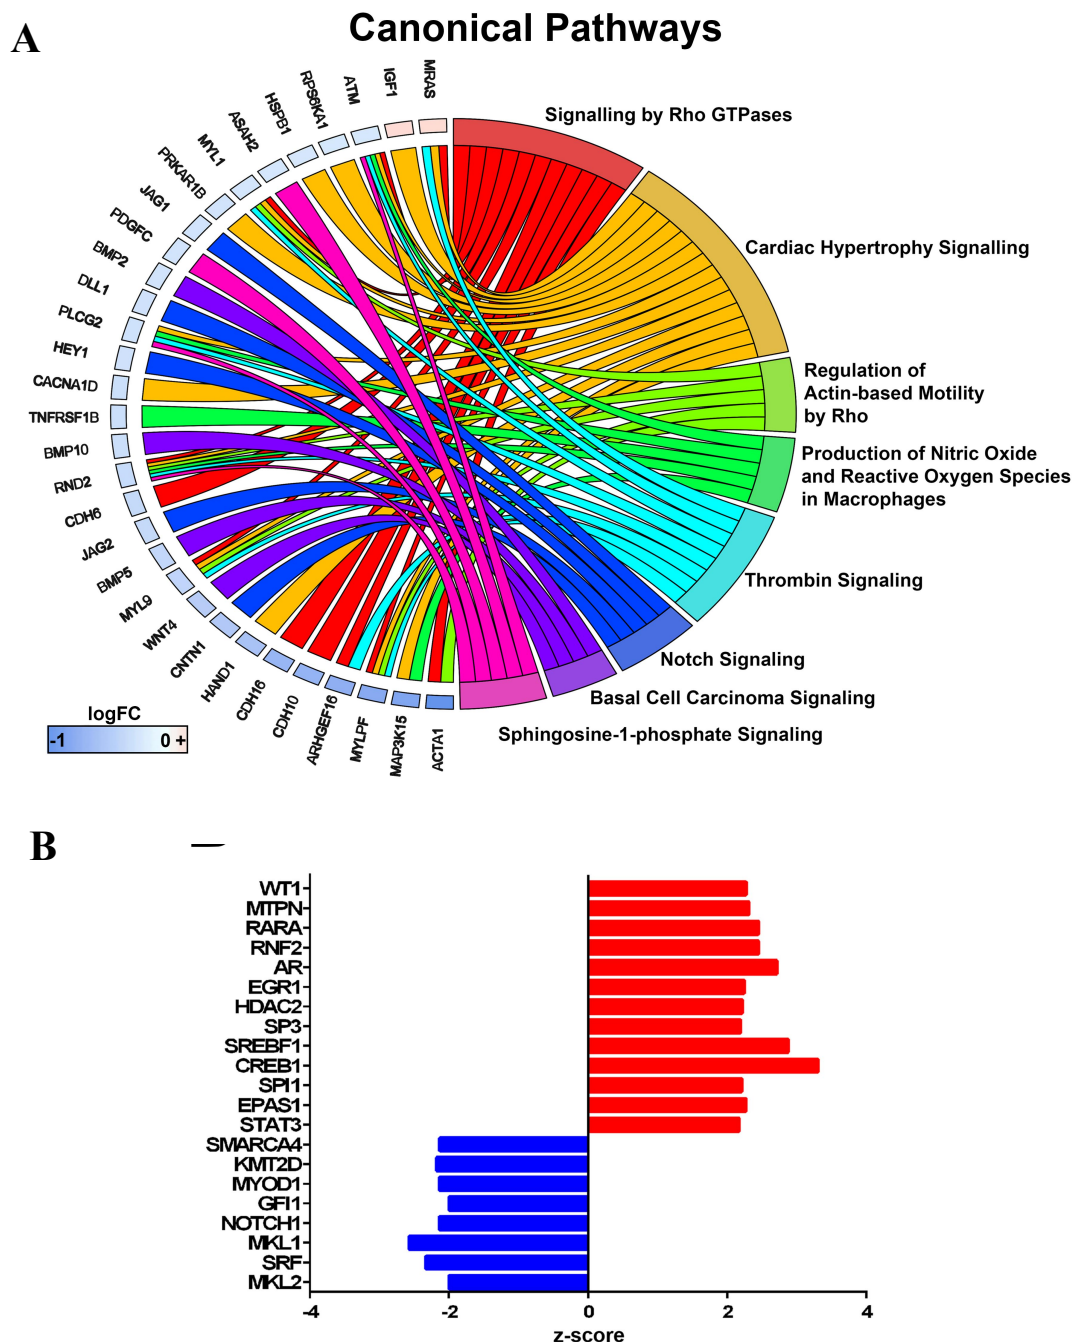 A
Canonical Pathways
MRAS
IGF1
ATM
RPS6KA1
HSPB1
ASAH2
MYL1
PRKAR1B
JAG1
PDGFC
BMP2
DLL1
PLCG2
HEY1
CACNA1D
TNFRSF1B
BMP10
RND2
CDH6
JAG2
BMP5
MYL9
WNT4
CNTN1
HAND1
CDH16
CDH10
ARHGEF16
MYLPF
MAP3K15
ACTA1
Signalling by Rho GTPases
Cardiac Hypertrophy Signalling
Regulation of
Actin-based Motility
by Rho
Production of Nitric Oxide
and Reactive Oxygen Species
in Macrophages
Thrombin Signaling
Notch Signaling
Basal Cell Carcinoma Signaling
Sphingosine-1-phosphate Signaling
logFC
-1 0 +
B
WT1
MTPN
RARA
RNF2
AR
EGR1
HDAC2
SP3
SREBF1
CREB1
SPI1
EPAS1
STAT3
SMARCA4
KMT2D
MYOD1
GFI1
NOTCH1
MKL1
SRF
MKL2
-4 -2 0 2 4
z-score